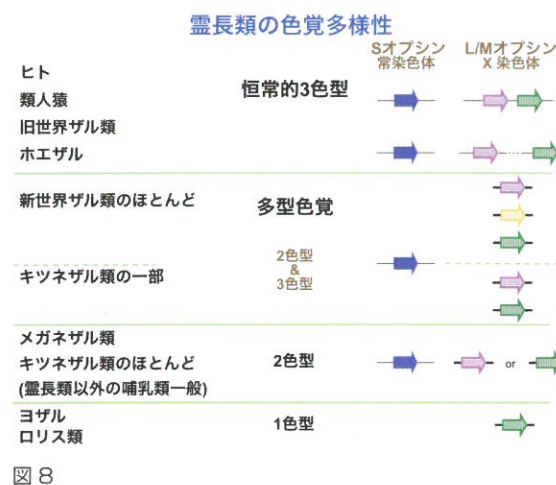 霊長類の色覚多様性
Sオプシン
常染色体
L/Mオプシン
X 染色体
ヒト
類人猿
旧世界ザル類
ホエザル
恒常的3色型
新世界ザル類のほとんど
多型色覚
2色型
&
3色型
キツネザル類の一部
メガネザル類
キツネザル類のほとんど
(霊長類以外の哺乳類一般)
2色型
or
ヨザル
ロリス類
1色型
図 8